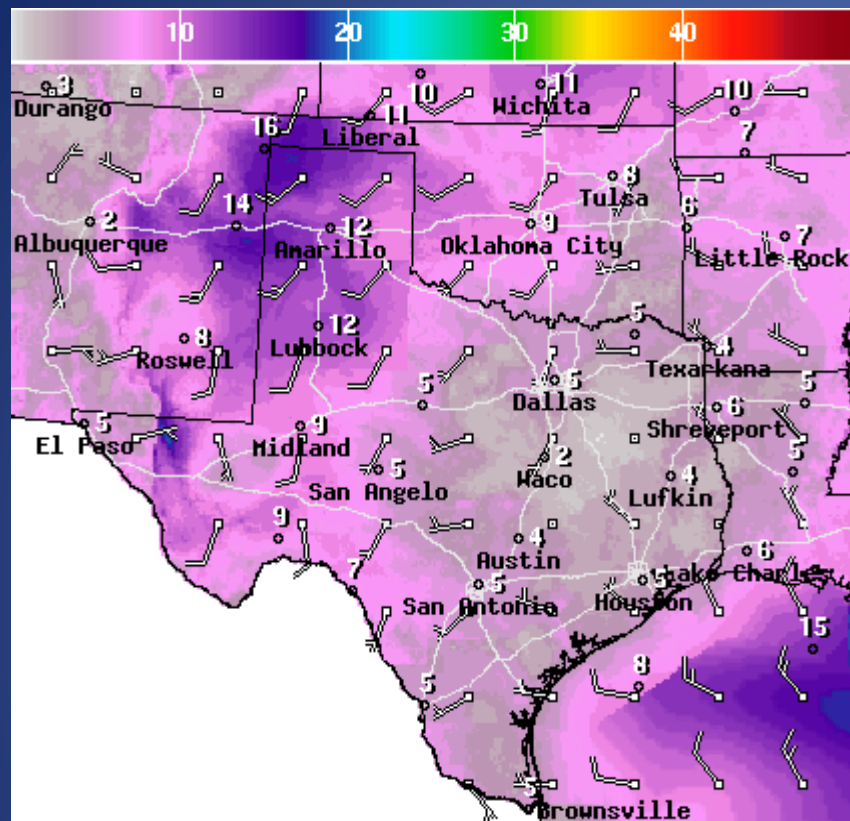 10 20 30 40
3 10 11 10
Durango Wichita
16 11 7
Liberal
8
Tulsa
2 14 12 9 6 7
Albuquerque Amarillo Oklahoma City Little Rock
8 12 5 4
Roswell Lubbock Texarkana
5 5 6 5
Dallas
El Paso 5 Midland 9 Shreveport
5 2 4 5
San Angelo Waco Lufkin
9 4 6
Austin
7 5 5 Lake Charles
San Antonio Houston
15
8
5
5
Brownsville